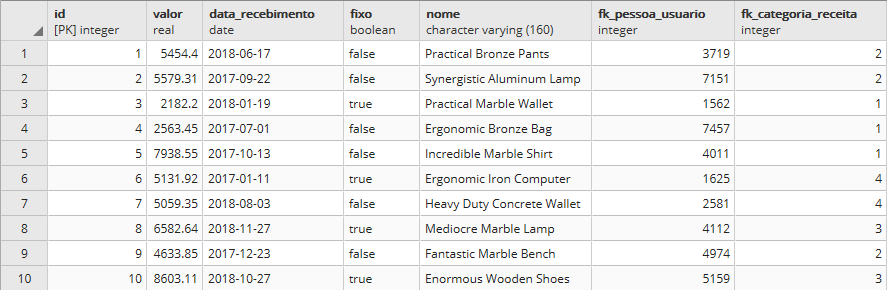 id valor data_recebimento fixo nome fk_pessoa_usuario fk_categoria_receita
[PK] integer real date boolean character varying (160) integer integer
1 1 5454.4 2018-06-17 false Practical Bronze Pants 3719 2
2 2 5579.31 2017-09-22 false Synergistic Aluminum Lamp 7151 2
3 3 2182.2 2018-01-19 true Practical Marble Wallet 1562 1
4 4 2563.45 2017-07-01 false Ergonomic Bronze Bag 7457 1
5 5 7938.55 2017-10-13 false Incredible Marble Shirt 4011 1
6 6 5131.92 2017-01-11 true Ergonomic Iron Computer 1625 4
7 7 5059.35 2018-08-03 false Heavy Duty Concrete Wallet 2581 4
8 8 6582.64 2018-11-27 true Mediocre Marble Lamp 4112 3
9 9 4633.85 2017-12-23 false Fantastic Marble Bench 4974 2
10 10 8603.11 2018-10-27 true Enormous Wooden Shoes 5159 3